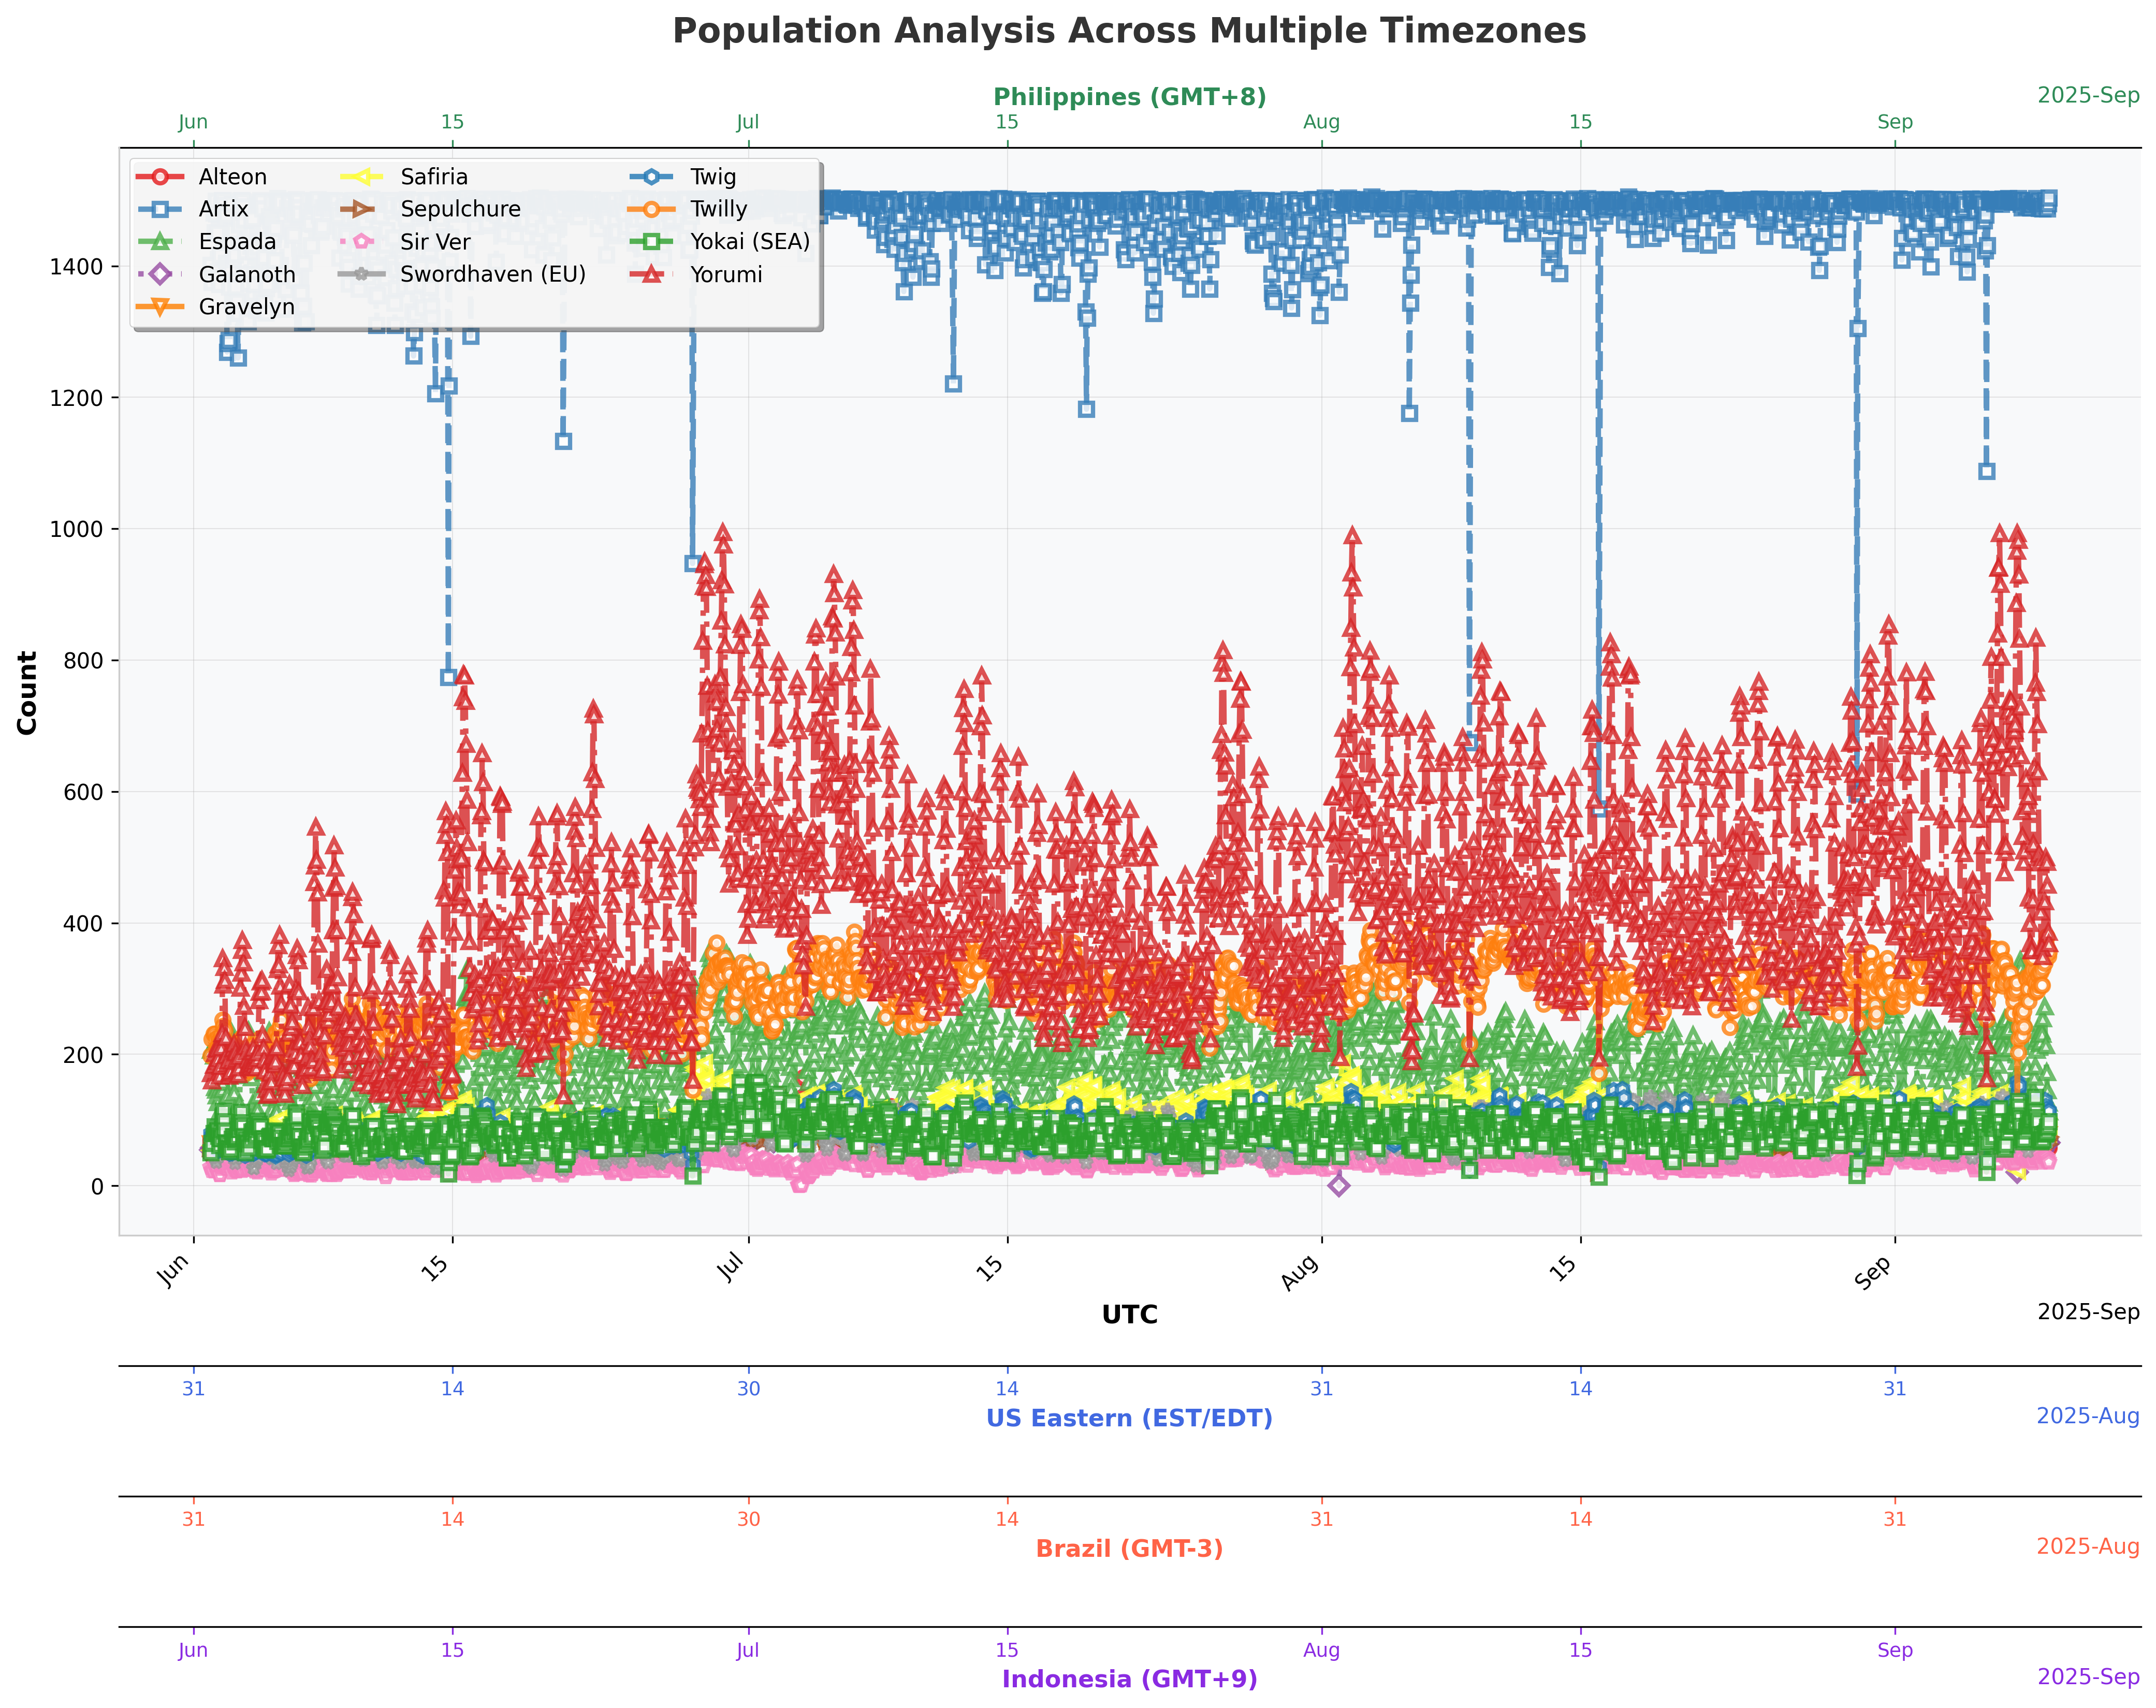 Population Analysis Across Multiple Timezones
Philippines (GMT+8)
2025-Sep
Jun 15 Jul 15 Aug 15 Sep
Alteon Safiria Twig
Artix Sepulchure Twilly
Espada Sir Ver Yokai (SEA)
Galanoth Swordhaven (EU) Yorumi
Gravelyn
1400
1200
1000
800
600
400
200
0
Count
Jun 15 Jul 15 Aug 15 Sep
UTC
2025-Sep
31 14 30 14 31 14 31
US Eastern (EST/EDT)
2025-Aug
31 14 30 14 31 14 31
Brazil (GMT-3)
2025-Aug
Jun 15 Jul 15 Aug 15 Sep
Indonesia (GMT+9)
2025-Sep